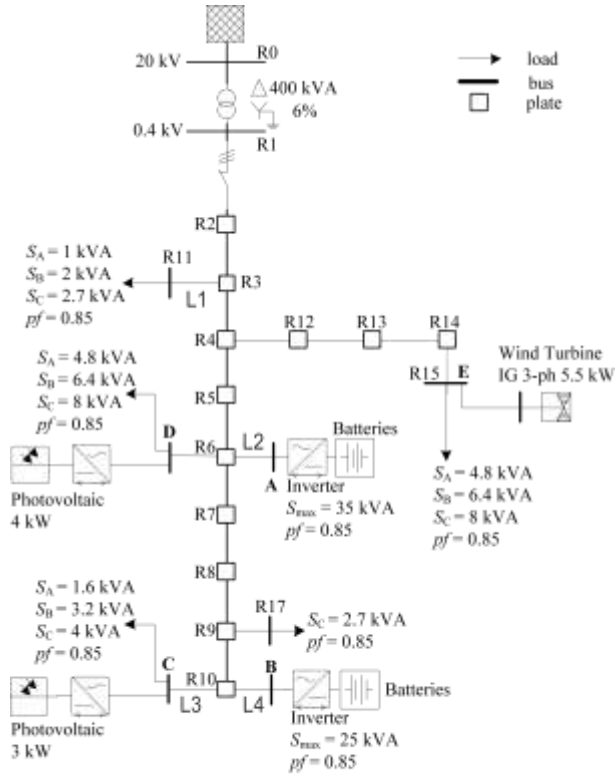 R0
20 kV
400 kVA
6%
0.4 kV
R1
load
bus
plate
R2
S_A = 1 kVA
S_B = 2 kVA
S_C = 2.7 kVA
pf = 0.85
R11
L1
R3
R4
R12
R13
R14
S_A = 4.8 kVA
S_B = 6.4 kVA
S_C = 8 kVA
pf = 0.85
R5
R15
E
Wind Turbine
IG 3-ph 5.5 kW
D
R6
L2
A
Batteries
Inverter
S_max = 35 kVA
pf = 0.85
S_A = 4.8 kVA
S_B = 6.4 kVA
S_C = 8 kVA
pf = 0.85
Photovoltaic
4 kW
R7
R8
S_A = 1.6 kVA
S_B = 3.2 kVA
S_C = 4 kVA
pf = 0.85
R9
R17
S_C = 2.7 kVA
pf = 0.85
C
L3
R10
L4
B
Batteries
Inverter
S_max = 25 kVA
pf = 0.85
Photovoltaic
3 kW